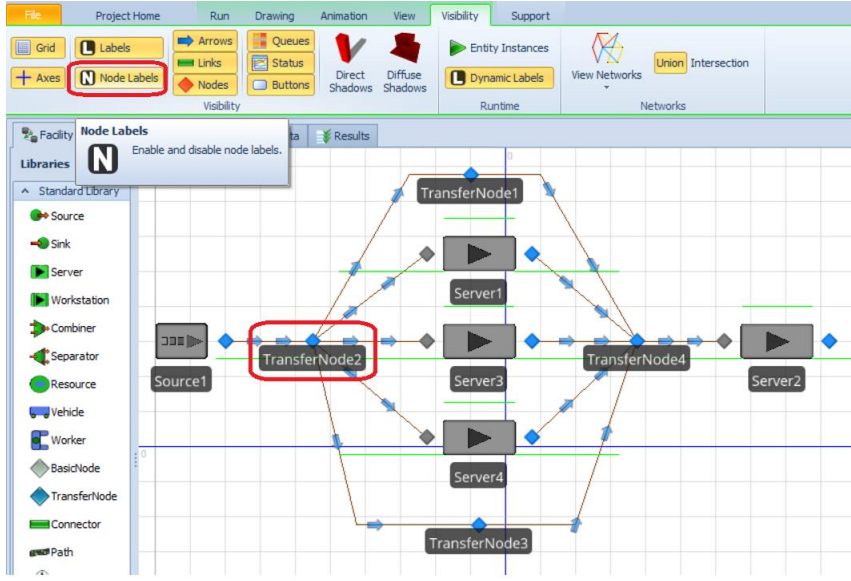 File
Project Home
Run
Drawing
Animation
View
Visibility
Support
Grid
Labels
Arrows
Queues
Entity Instances
Axes
Node Labels
Links
Status
Direct
Shadows
Diffuse
Shadows
Dynamic Labels
View Networks
Union
Intersection
Nodes
Buttons
Visibility
Runtime
Networks
Facility
ta
Results
Node Labels
Enable and disable node labels.
Libraries
Standard Library
Source
Sink
Server
Workstation
Combiner
Separator
Resource
Vehicle
Worker
BasicNode
TransferNode
Connector
Path
0
TransferNode1
Server1
TransferNode2
TransferNode4
Source1
Server3
Server2
0
Server4
TransferNode3